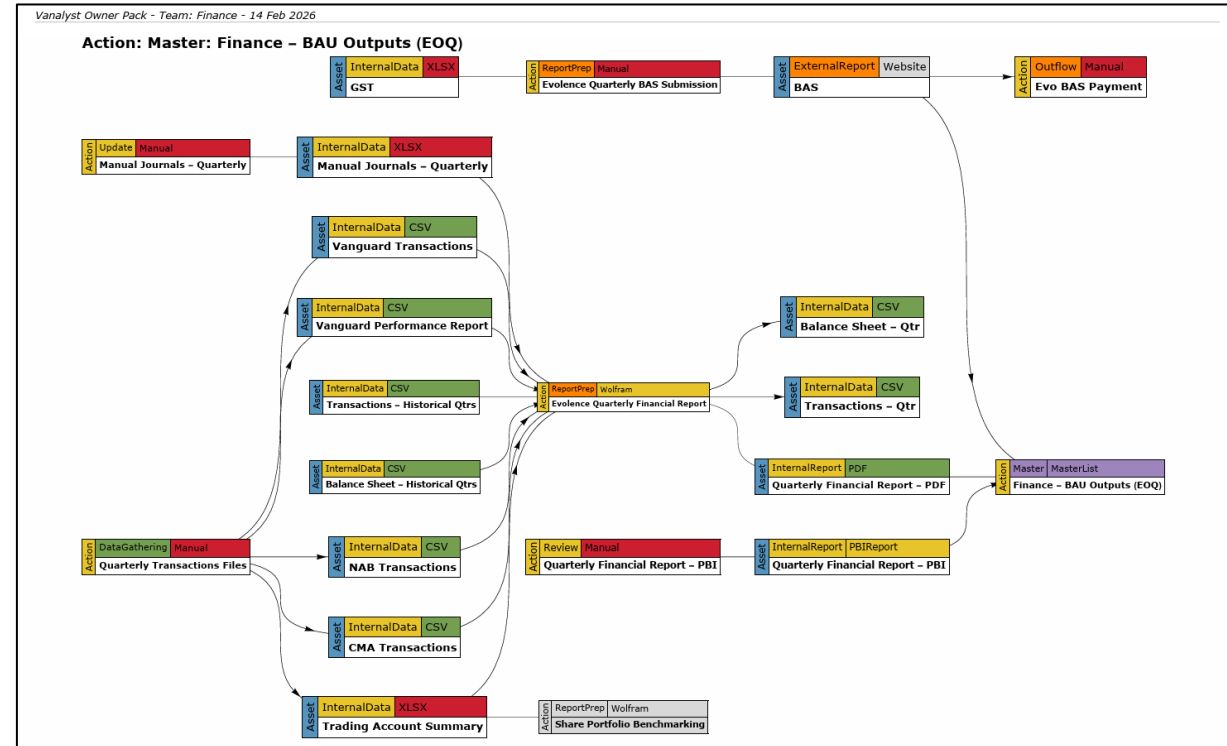 Vanalyst Owner Pack - Team: Finance - 14 Feb 2026
Action: Master: Finance – BAU Outputs (EOQ)
Asset InternalData XLSX
GST
Action ReportPrep Manual
Evolence Quarterly BAS Submission
Asset ExternalReport Website
BAS
Action Outflow Manual
Evo BAS Payment
Action Update Manual
Manual Journals – Quarterly
Asset InternalData XLSX
Manual Journals – Quarterly
Asset InternalData CSV
Vanguard Transactions
Asset InternalData CSV
Vanguard Performance Report
Asset InternalData CSV
Balance Sheet – Qtr
Asset InternalData CSV
Transactions – Historical Qtrs
Action ReportPrep Wolfram
Evolence Quarterly Financial Report
Asset InternalData CSV
Transactions – Qtr
Asset InternalData CSV
Balance Sheet – Historical Qtrs
Asset InternalReport PDF
Quarterly Financial Report – PDF
Action Master MasterList
Finance – BAU Outputs (EOQ)
Action DataGathering Manual
Quarterly Transactions Files
Asset InternalData CSV
NAB Transactions
Action Review Manual
Quarterly Financial Report – PBI
Asset InternalReport PBIReport
Quarterly Financial Report – PBI
Asset InternalData CSV
CMA Transactions
Asset InternalData XLSX
Trading Account Summary
Action ReportPrep Wolfram
Share Portfolio Benchmarking